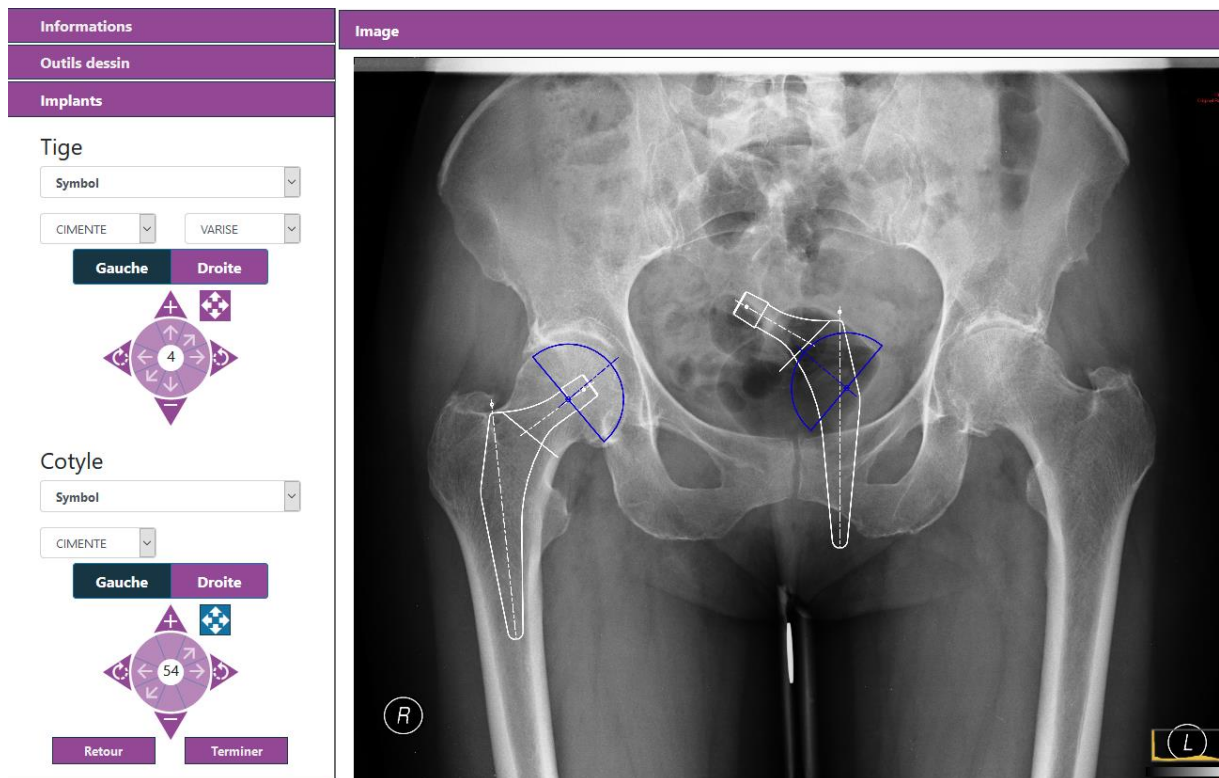 Informations
Outils dessin
Implants
Tige
Symbol
CIMENTE
VARISE
Gauche
Droite
+
4
−
Cotyle
Symbol
CIMENTE
Gauche
Droite
+
54
−
Retour
Terminer
Image
R
L